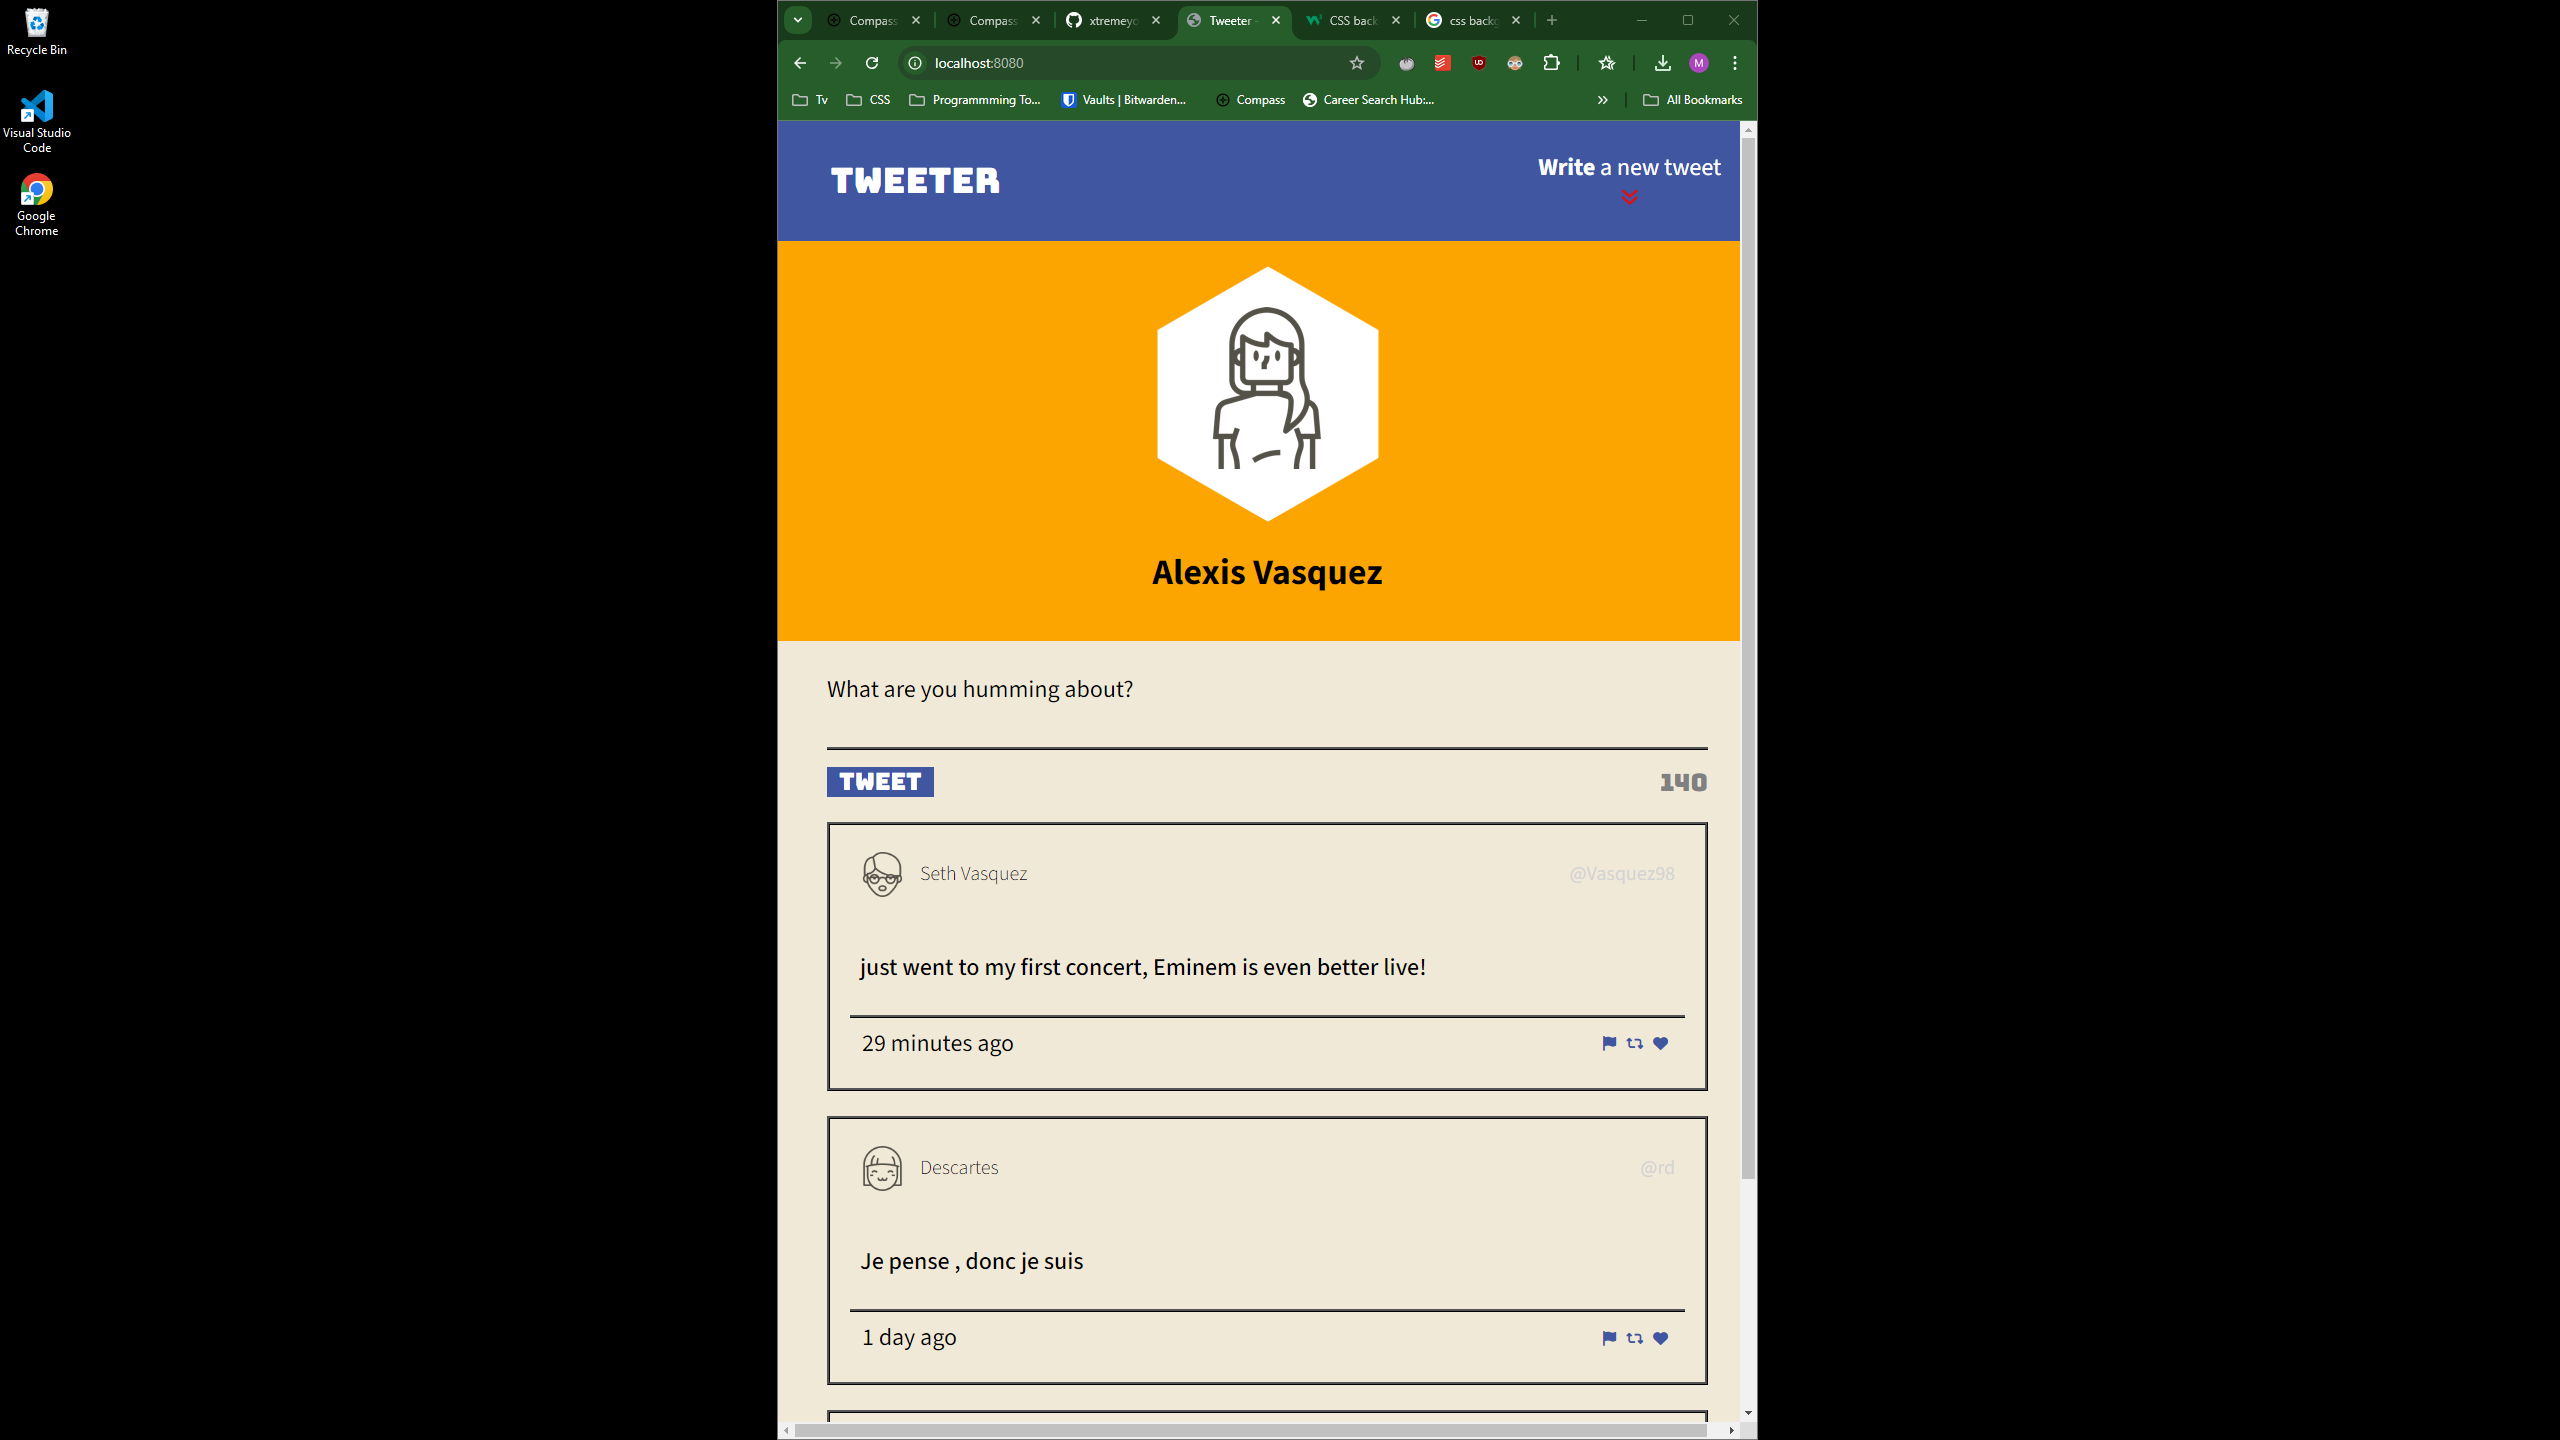 Recycle Bin
Visual Studio
Code
Google
Chrome
Compass
Compass
xtremeyo
Tweeter -
CSS back
css backg
localhost:8080
M
Tv
CSS
Programmming To...
Vaults | Bitwarden...
Compass
Career Search Hub:...
All Bookmarks
TWEETER
Write a new tweet
Alexis Vasquez
What are you humming about?
TWEET
140
Seth Vasquez
@Vasquez98
just went to my first concert, Eminem is even better live!
29 minutes ago
Descartes
@rd
Je pense , donc je suis
1 day ago